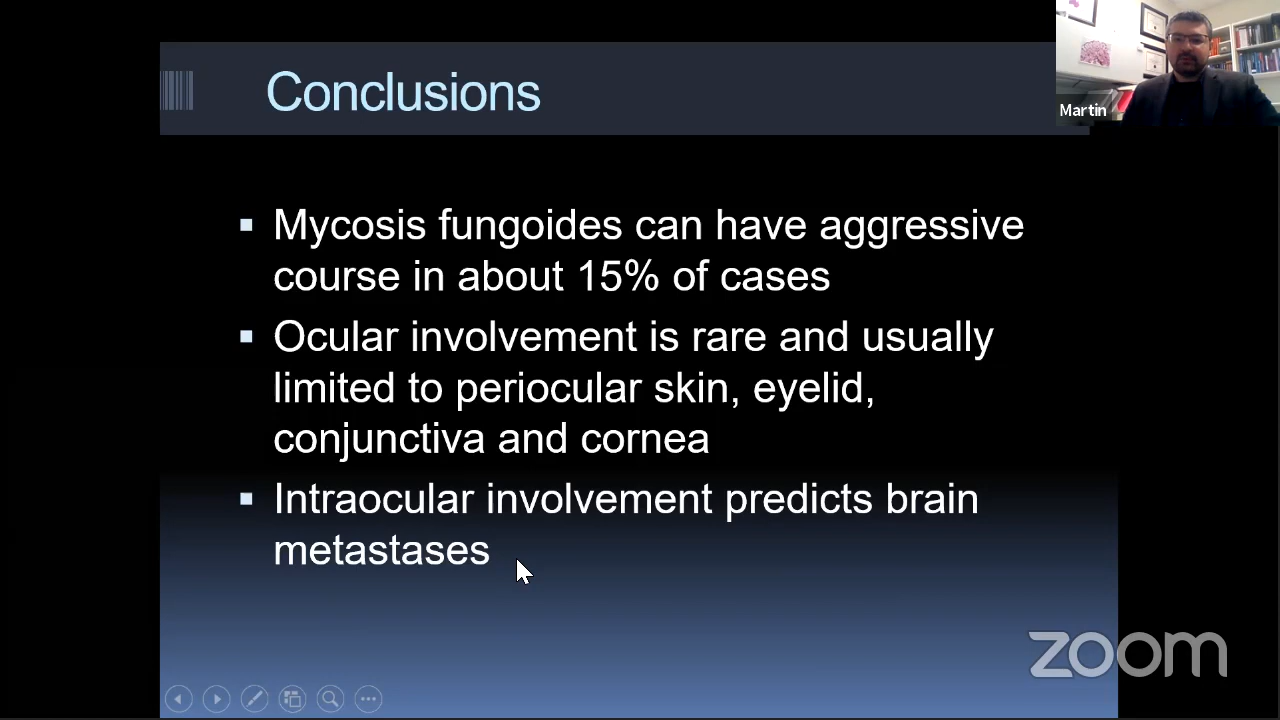 Conclusions
Martin
Mycosis fungoides can have aggressive
course in about 15% of cases
Ocular involvement is rare and usually
limited to periocular skin, eyelid,
conjunctiva and cornea
Intraocular involvement predicts brain
metastases
zoom